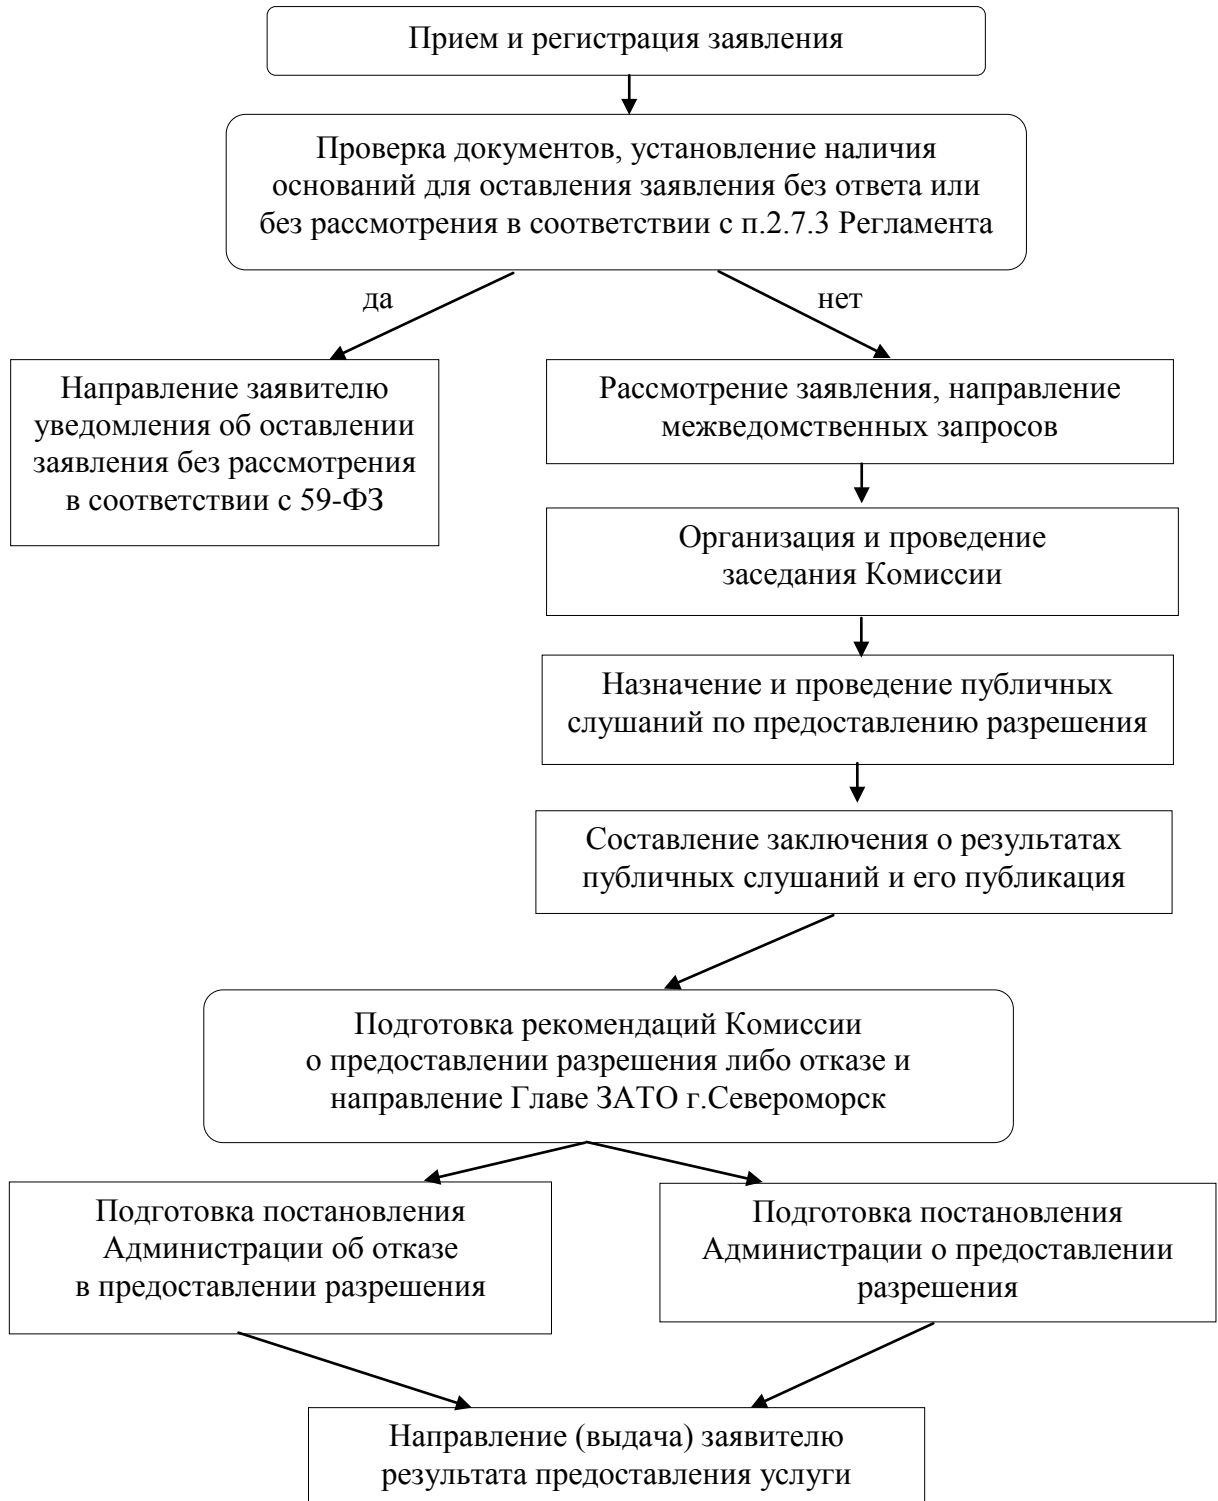 Прием и регистрация заявления
Проверка документов, установление наличия
оснований для оставления заявления без ответа или
без рассмотрения в соответствии с п.2.7.3 Регламента
да
нет
Направление заявителю
уведомления об оставлении
заявления без рассмотрения
в соответствии с 59-ФЗ
Рассмотрение заявления, направление
межведомственных запросов
Организация и проведение
заседания Комиссии
Назначение и проведение публичных
слушаний по предоставлению разрешения
Составление заключения о результатах
публичных слушаний и его публикация
Подготовка рекомендаций Комиссии
о предоставлении разрешения либо отказе и
направление Главе ЗАТО г.Североморск
Подготовка постановления
Администрации об отказе
в предоставлении разрешения
Подготовка постановления
Администрации о предоставлении
разрешения
Направление (выдача) заявителю
результата предоставления услуги